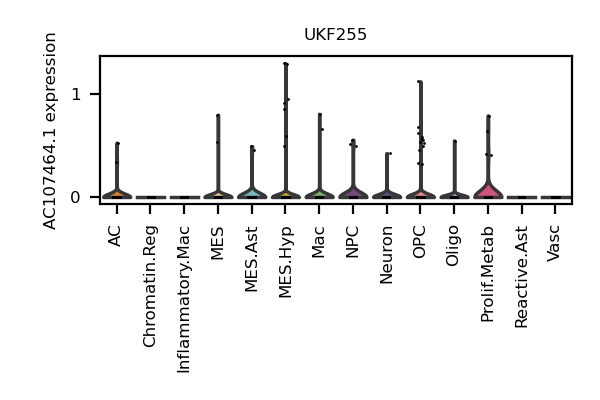 UKF255
AC107464.1 expression
1
0
AC
Chromatin.Reg
Inflammatory.Mac
MES
MES.Ast
MES.Hyp
Mac
NPC
Neuron
OPC
Oligo
Prolif.Metab
Reactive.Ast
Vasc